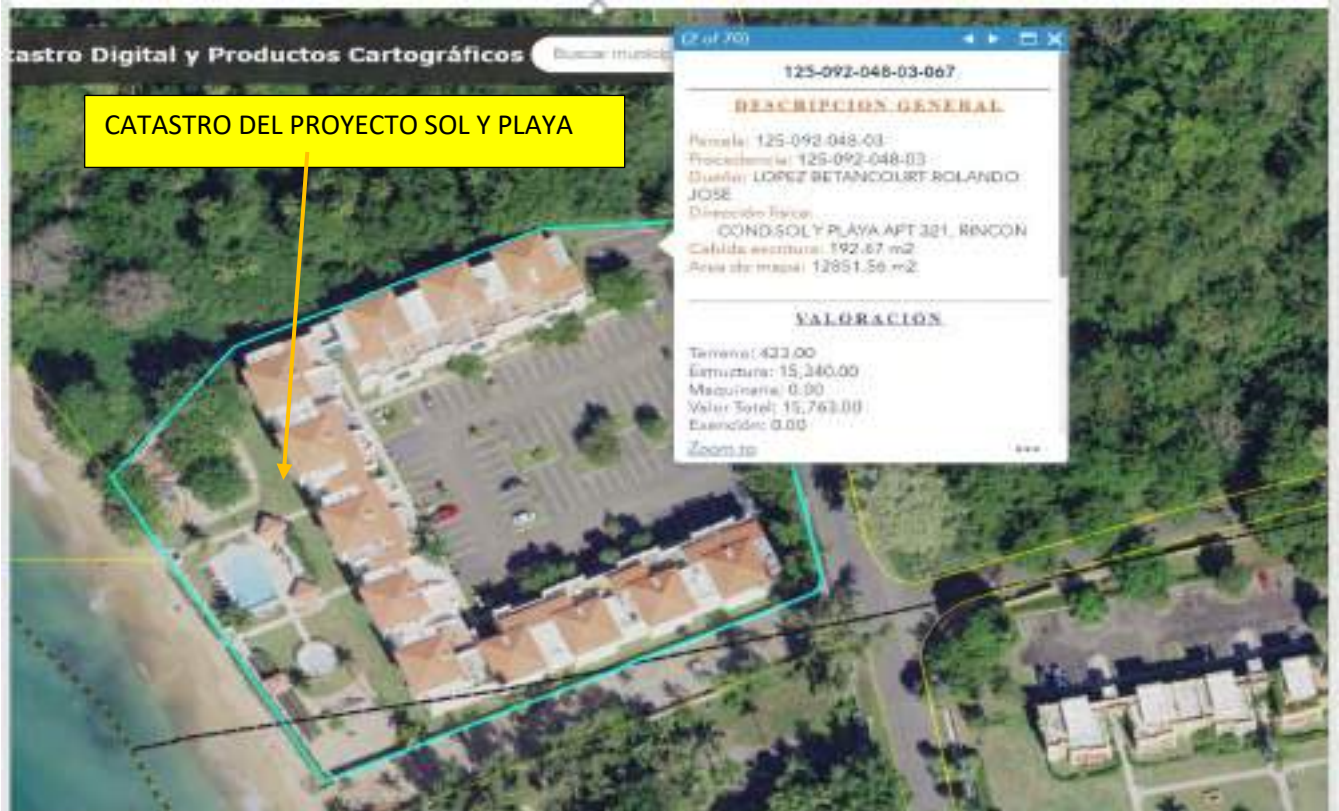 tastro Digital y Productos Cartográficos
Buscar
(2 of 70)
CATASTRO DEL PROYECTO SOL Y PLAYA
125-092-048-03-067
DESCRIPCION GENERAL
Parcela: 125-092-048-03
Procedencia: 125-092-048-03
Dueño: LOPEZ BETANCOURT ROLANDO
JOSE
Dirección física:
COND.SOL Y PLAYA APT 321, RINCON
Cabida escritura: 192.67 m2
Area de mapa: 12851.56 m2
VALORACION
Terreno: 423.00
Estructura: 15,340.00
Maquinaria: 0.00
Valor Total: 15,763.00
Exención: 0.00
Zoom to